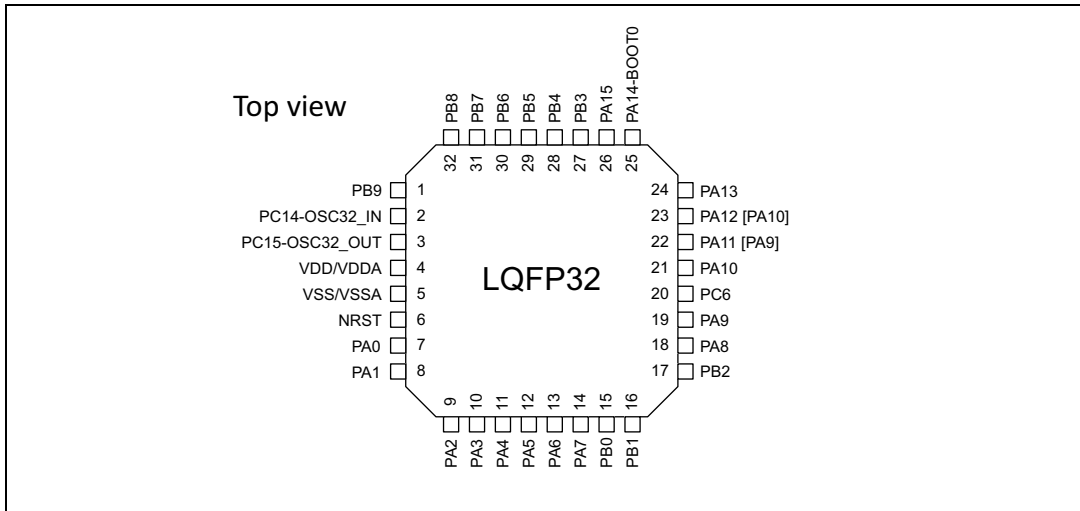 Top view
PB8
PB7
PB6
PB5
PB4
PB3
PA15
PA14-BOOT0
32
31
30
29
28
27
26
25
PB9 1
PC14-OSC32_IN 2
PC15-OSC32_OUT 3
VDD/VDDA 4
VSS/VSSA 5
NRST 6
PA0 7
PA1 8
LQFP32
24 PA13
23 PA12 [PA10]
22 PA11 [PA9]
21 PA10
20 PC6
19 PA9
18 PA8
17 PB2
9
10
11
12
13
14
15
16
PA2
PA3
PA4
PA5
PA6
PA7
PB0
PB1